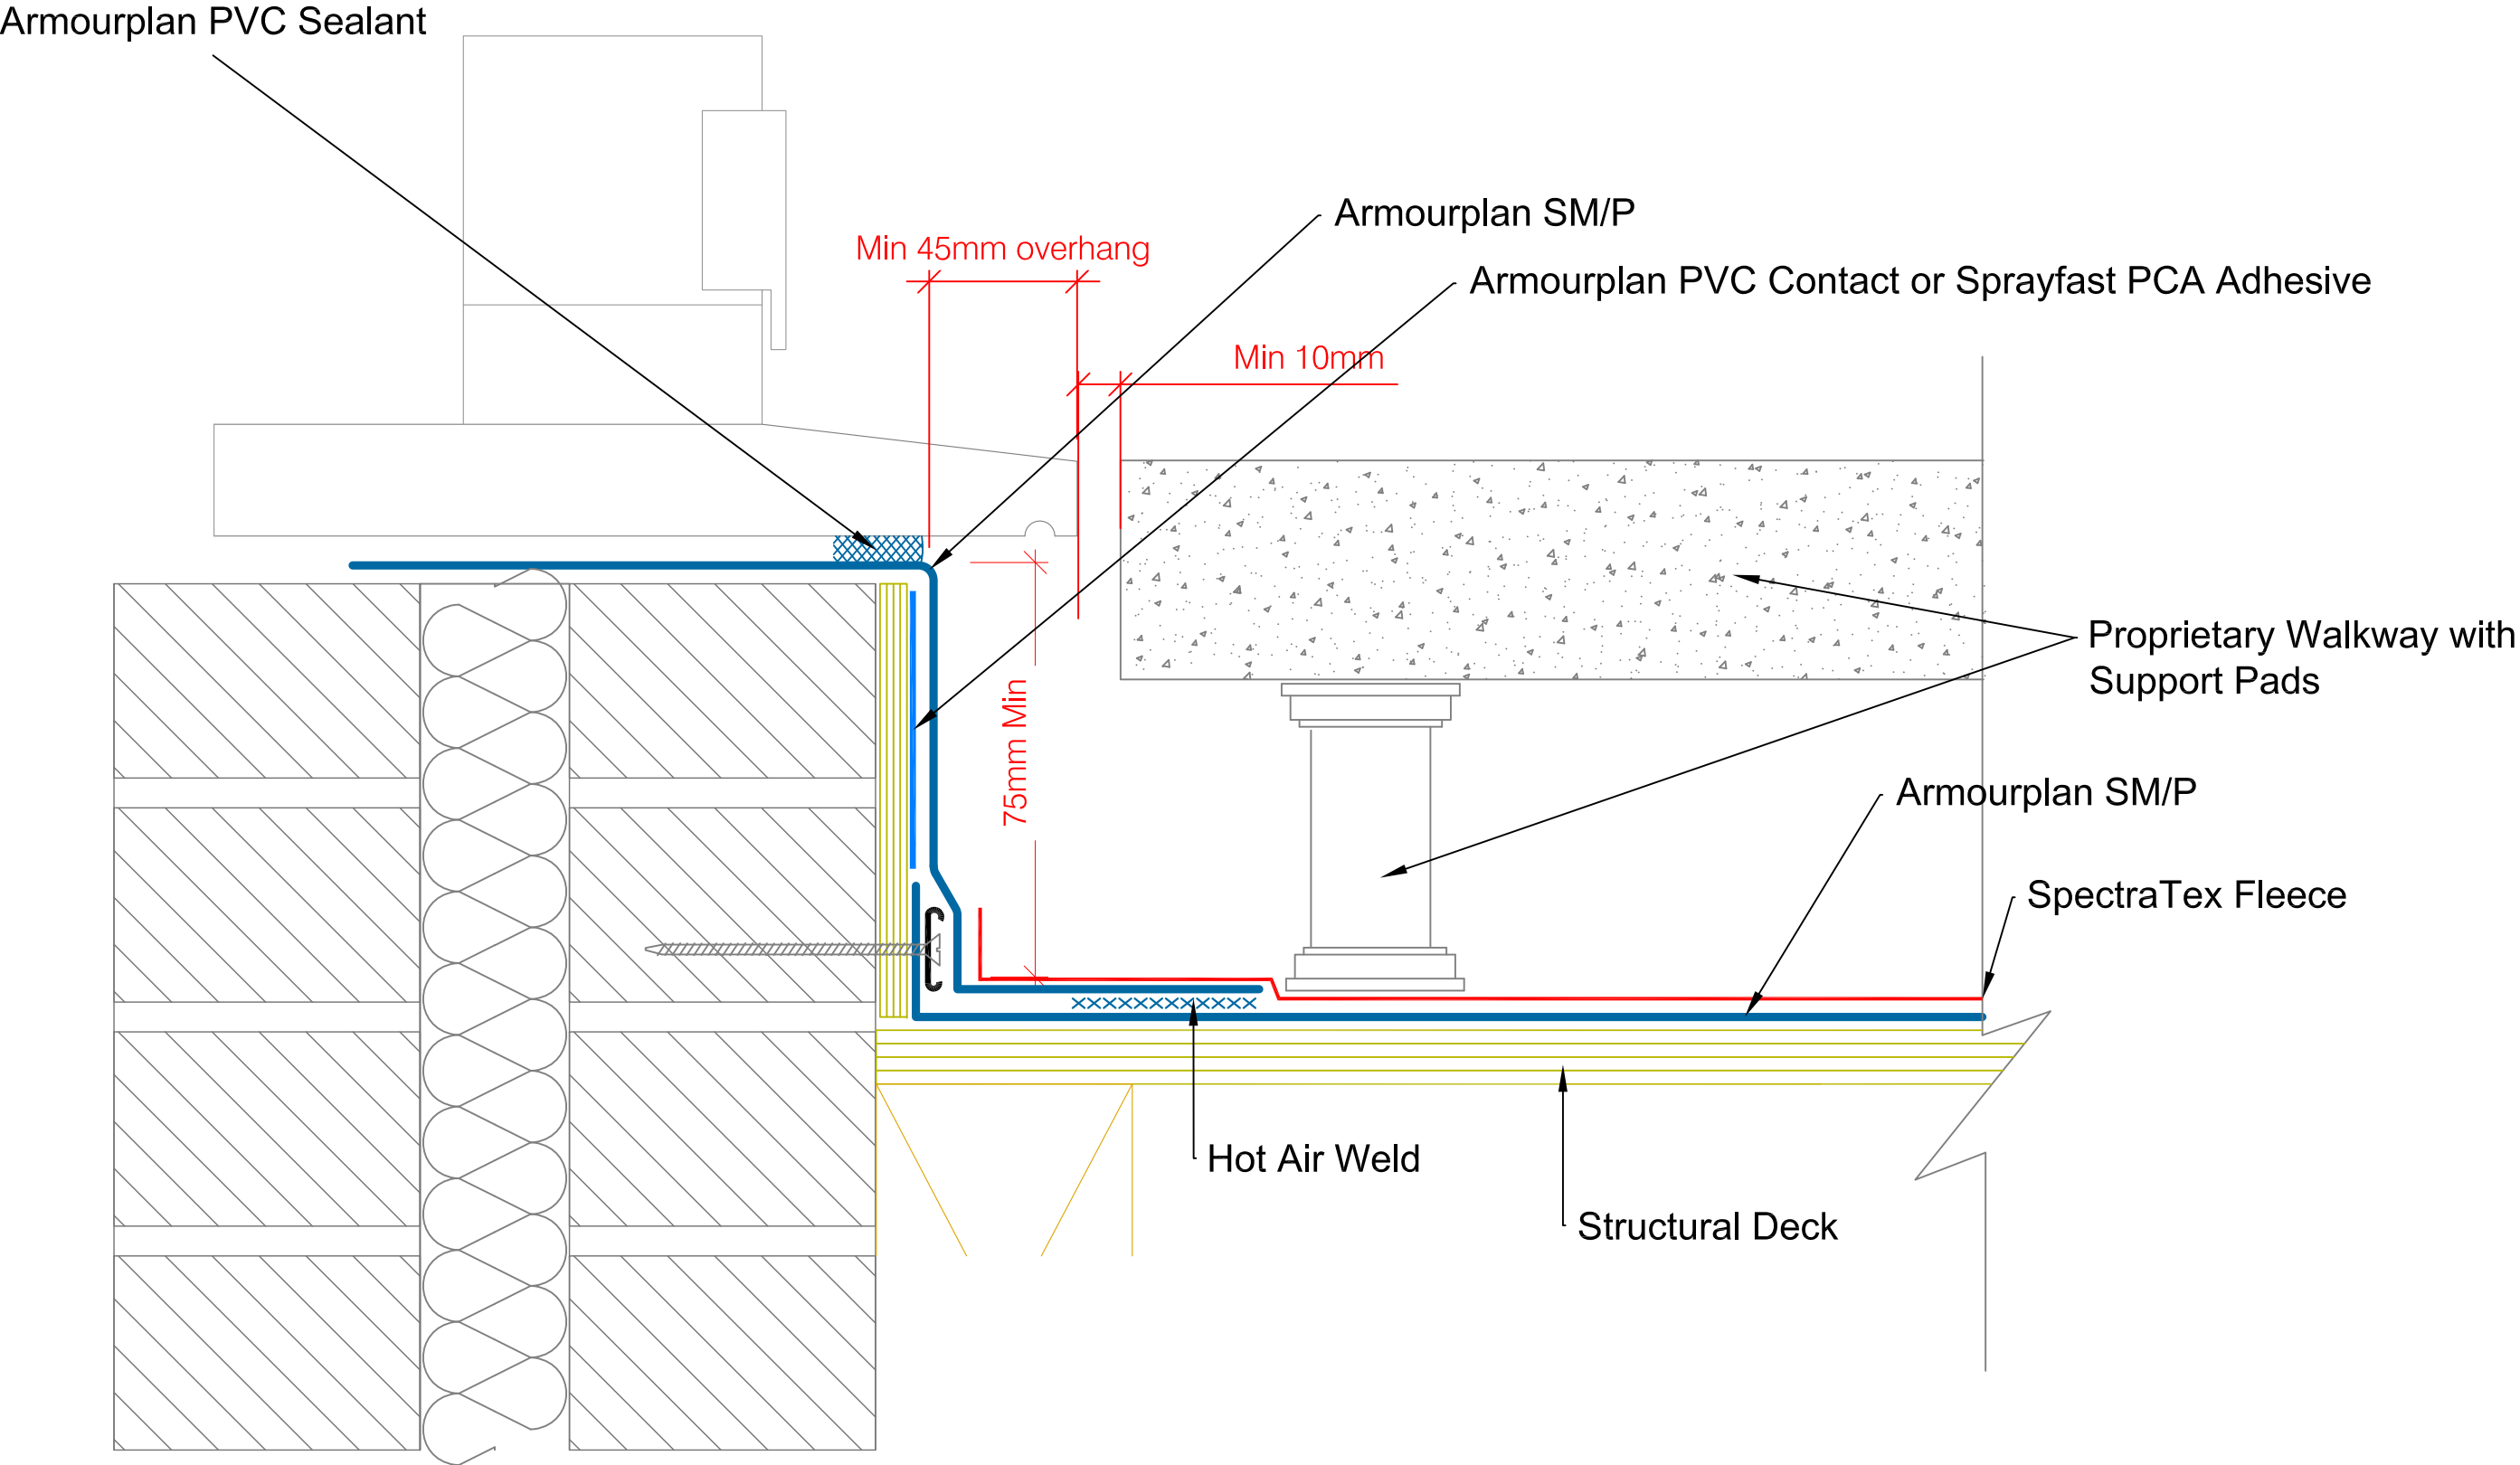 Armourplan PVC Sealant
Armourplan SM/P
Min 45mm overhang
Armourplan PVC Contact or Sprayfast PCA Adhesive
Min 10mm
Proprietary Walkway with
Support Pads
75mm Min
Armourplan SM/P
SpectraTex Fleece
Hot Air Weld
Structural Deck